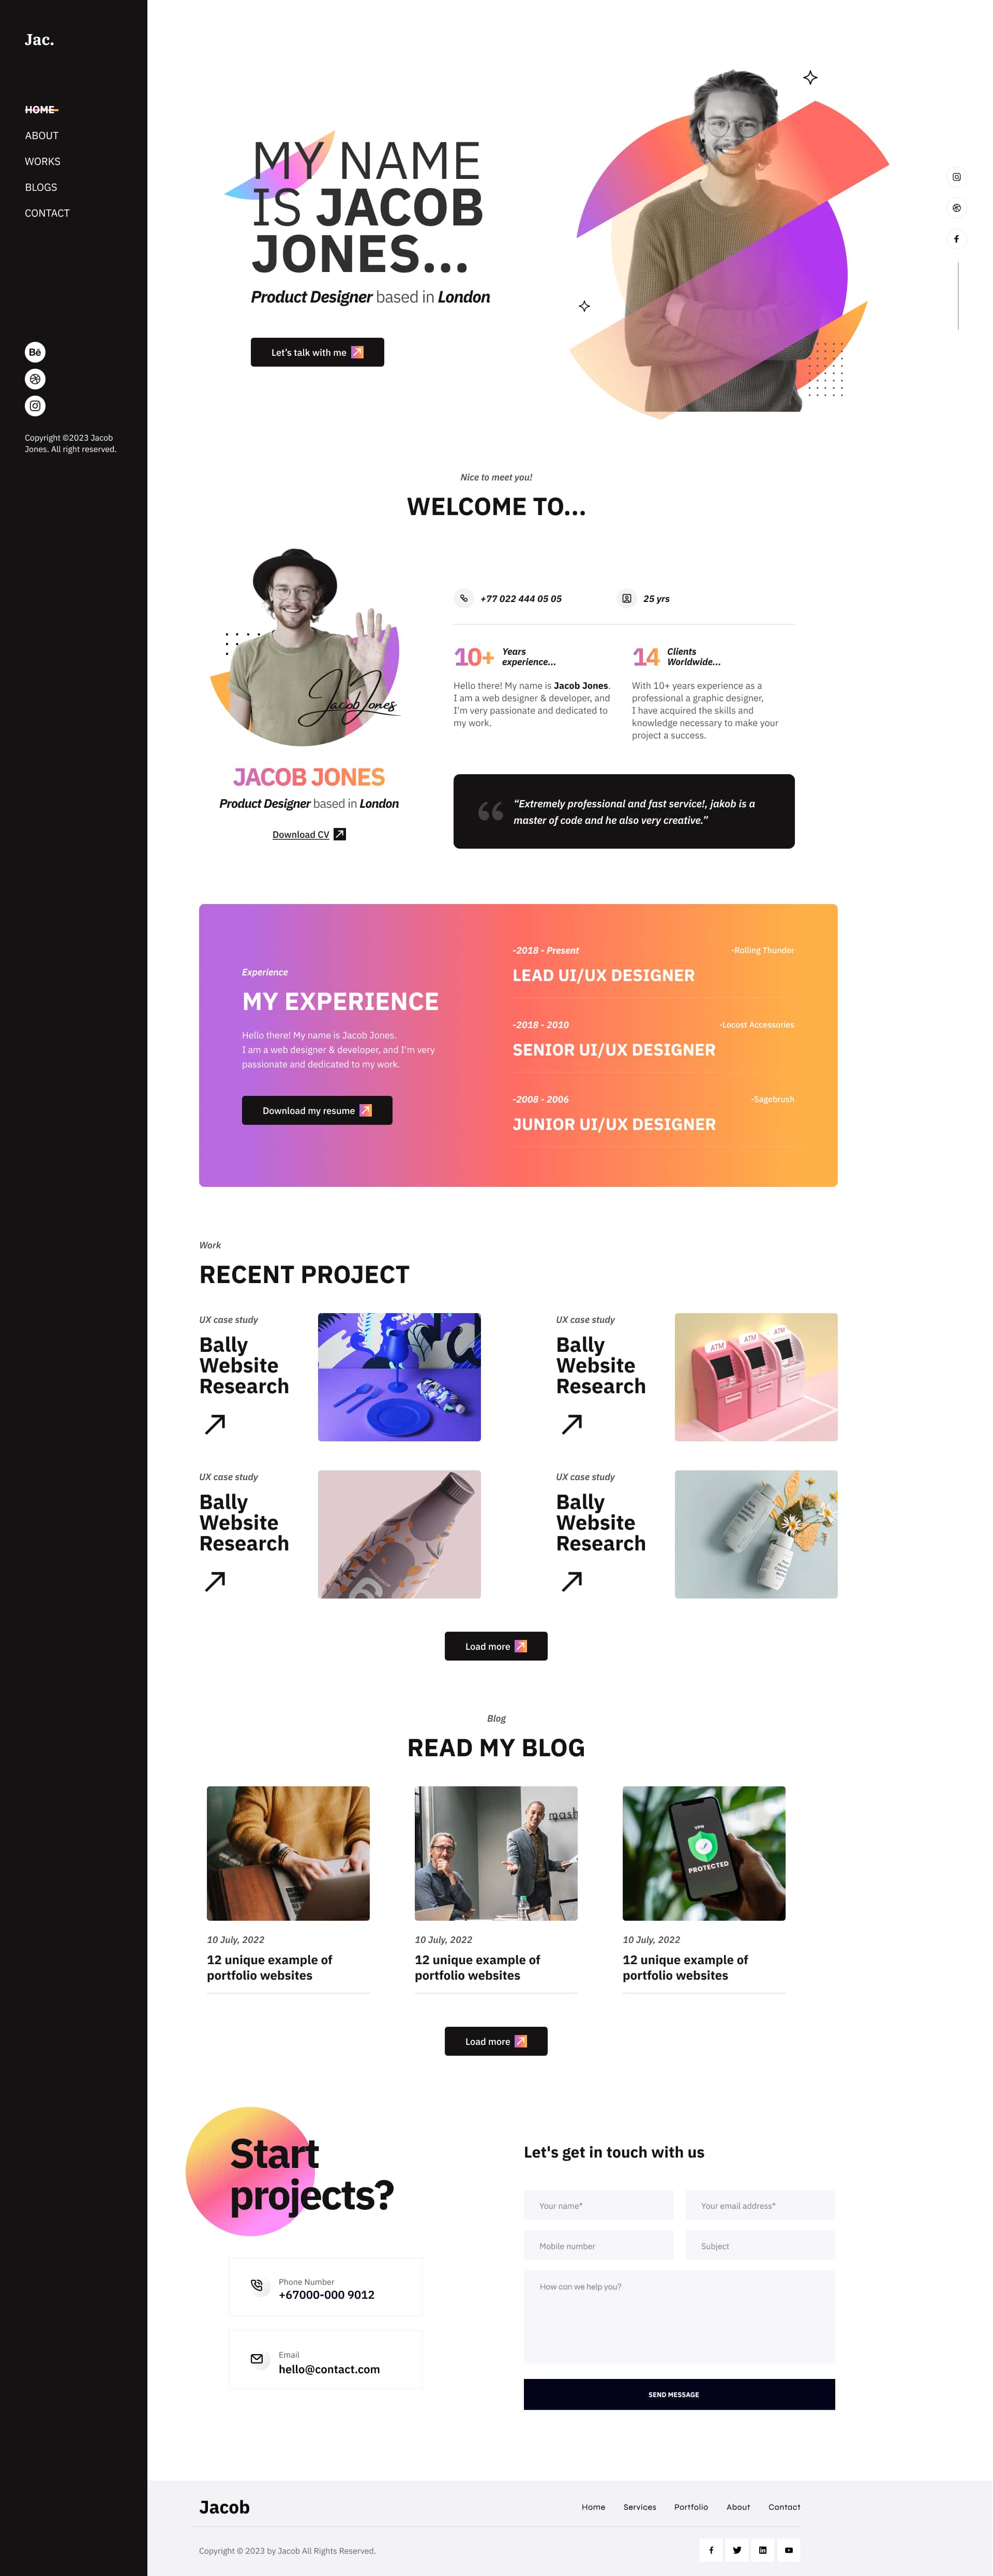 Jac.
HOME
ABOUT
WORKS
BLOGS
CONTACT
Bē
Copyright ©2023 Jacob
Jones. All right reserved.
MY NAME
IS JACOB
JONES...
Product Designer based in London
Let's talk with me
Nice to meet you!
WELCOME TO...
JacobJones
JACOB JONES
Product Designer based in London
Download CV
+77 022 444 05 05
25 yrs
10+ Years
experience...
Hello there! My name is Jacob Jones.
I am a web designer & developer, and
I'm very passionate and dedicated to
my work.
14 Clients
Worldwide...
With 10+ years experience as a
professional a graphic designer,
I have acquired the skills and
knowledge necessary to make your
project a success.
“Extremely professional and fast service!, jakob is a
master of code and he also very creative.”
Experience
MY EXPERIENCE
Hello there! My name is Jacob Jones.
I am a web designer & developer, and I'm very
passionate and dedicated to my work.
Download my resume
-2018 - Present
-Rolling Thunder
LEAD UI/UX DESIGNER
-2018 - 2010
-Locost Accessories
SENIOR UI/UX DESIGNER
-2008 - 2006
-Sagebrush
JUNIOR UI/UX DESIGNER
Work
RECENT PROJECT
UX case study
Bally
Website
Research
UX case study
Bally
Website
Research
ATM
ATM
ATM
UX case study
Bally
Website
Research
UX case study
Bally
Website
Research
Load more
Blog
READ MY BLOG
mash
VPN
PROTECTED
10 July, 2022
12 unique example of
portfolio websites
10 July, 2022
12 unique example of
portfolio websites
10 July, 2022
12 unique example of
portfolio websites
Load more
Start
projects?
Phone Number
+67000-000 9012
Email
hello@contact.com
Let's get in touch with us
Your name*
Your email address*
Mobile number
Subject
How can we help you?
SEND MESSAGE
Jacob
Home
Services
Portfolio
About
Contact
Copyright © 2023 by Jacob All Rights Reserved.